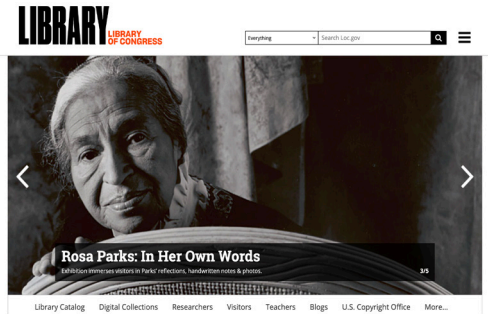 LIBRARY
LIBRARY
OF CONGRESS
Everything
Search Loc.gov
Rosa Parks: In Her Own Words
Exhibition immerses visitors in Parks' reflections, handwritten notes & photos.
3/5
Library Catalog Digital Collections Researchers Visitors Teachers Blogs U.S. Copyright Office More...